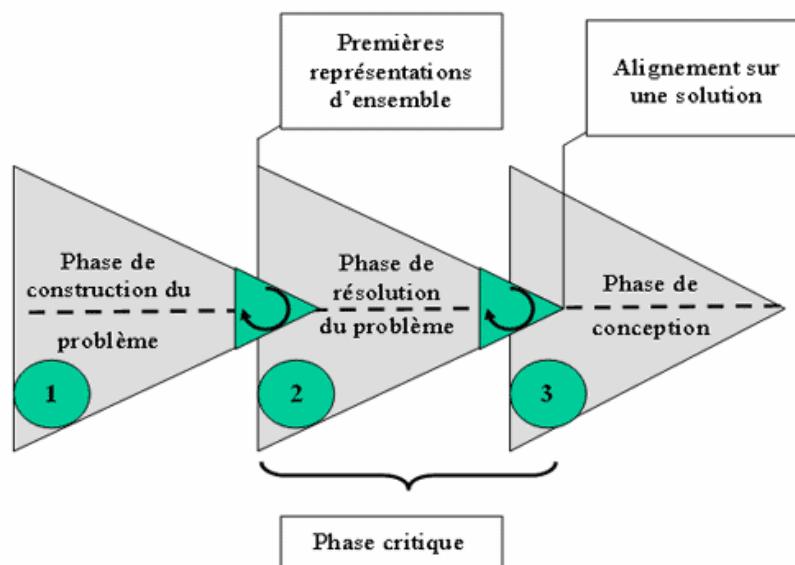 Premières
représentations
d'ensemble
Alignement sur
une solution
Phase de
construction du
problème
Phase de
résolution
du problème
Phase de
conception
1
2
3
Phase critique